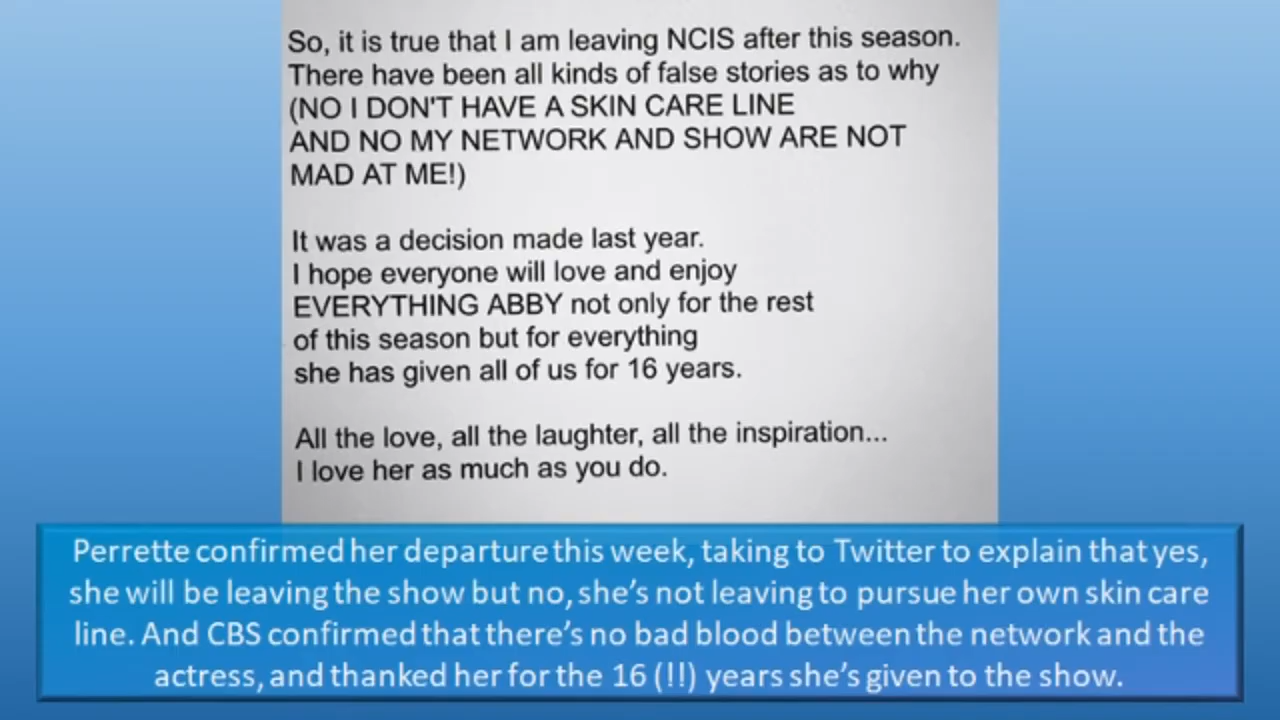 So, it is true that I am leaving NCIS after this season.
There have been all kinds of false stories as to why
(NO I DON'T HAVE A SKIN CARE LINE
AND NO MY NETWORK AND SHOW ARE NOT
MAD AT ME!)
It was a decision made last year.
I hope everyone will love and enjoy
EVERYTHING ABBY not only for the rest
of this season but for everything
she has given all of us for 16 years.
All the love, all the laughter, all the inspiration...
I love her as much as you do.
Perrette confirmed her departure this week, taking to Twitter to explain that yes,
she will be leaving the show but no, she’s not leaving to pursue her own skin care
line. And CBS confirmed that there’s no bad blood between the network and the
actress, and thanked her for the 16 (!!) years she’s given to the show.